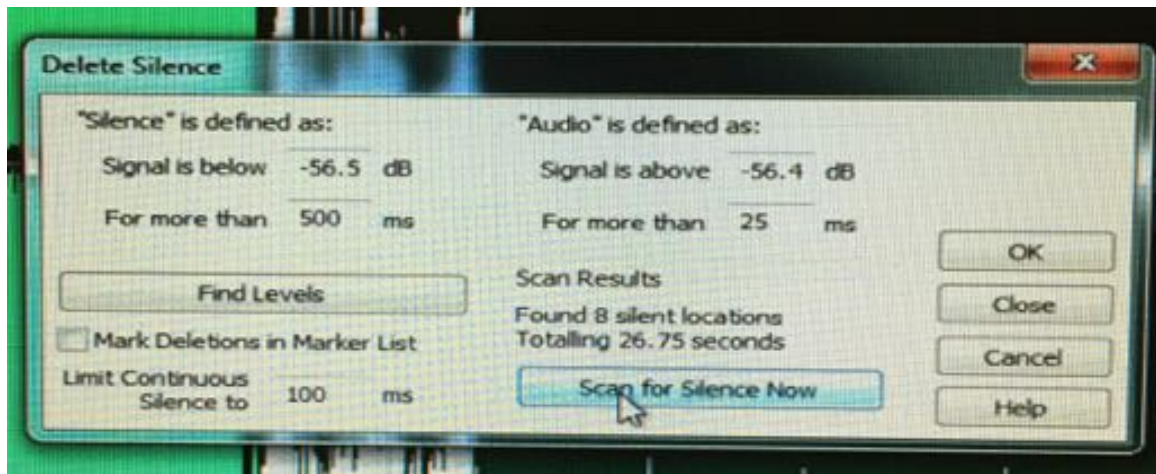 Delete Silence
"Silence" is defined as:
Signal is below -56.5 dB
For more than 500 ms
Find Levels
Mark Deletions in Marker List
Limit Continuous
Silence to 100 ms
"Audio" is defined as:
Signal is above -56.4 dB
For more than 25 ms
Scan Results
Found 8 silent locations
Totalling 26.75 seconds
Scan for Silence Now
OK
Close
Cancel
Help